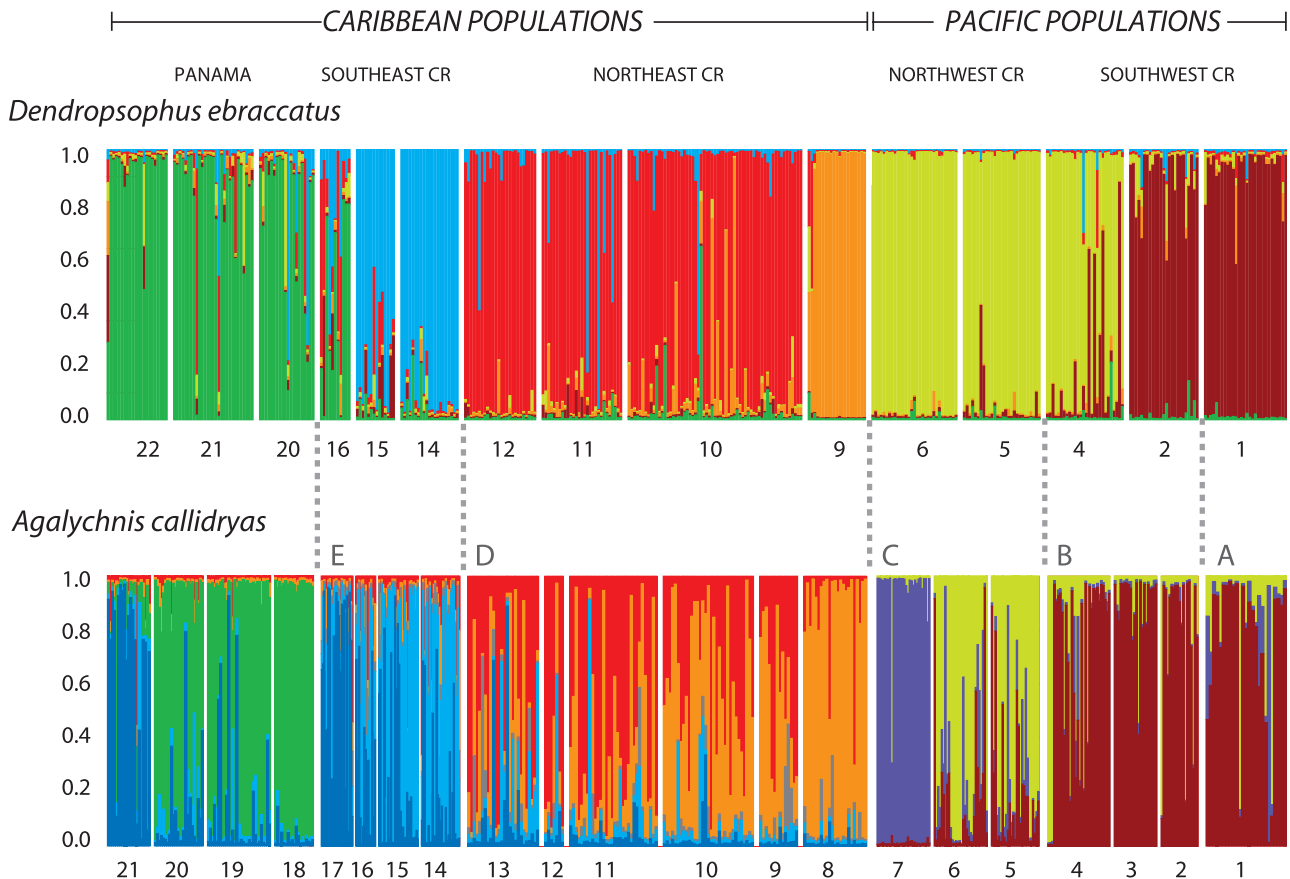 CARIBBEAN POPULATIONS PACIFIC POPULATIONS
PANAMA SOUTHEAST CR NORTHEAST CR NORTHWEST CR SOUTHWEST CR
Dendropsophus ebraccatus
1.0
0.8
0.6
0.4
0.2
0.0
22 21 20 16 15 14 12 11 10 9 6 5 4 2 1
Agalychnis callidryas
E D C B A
1.0
0.8
0.6
0.4
0.2
0.0
21 20 19 18 17 16 15 14 13 12 11 10 9 8 7 6 5 4 3 2 1